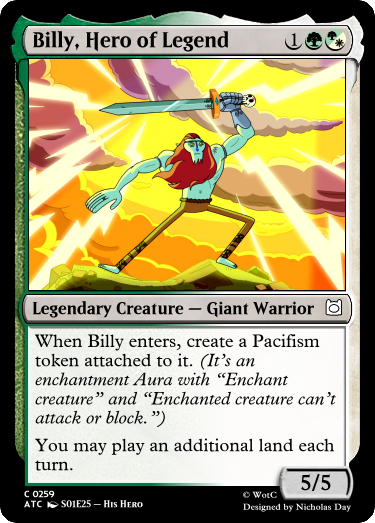 Billy, Hero of Legend 1
Legendary Creature — Giant Warrior
When Billy enters, create a Pacifism
token attached to it. (It's an
enchantment Aura with “Enchant
creature” and “Enchanted creature can't
attack or block.”)
You may play an additional land each
turn.
5/5
C 0259
ATC S01E25 — His Hero
© WotC
Designed by Nicholas Day